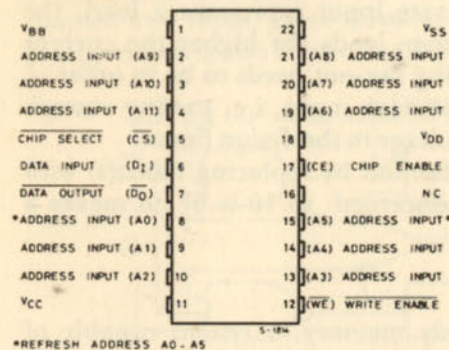 VBB 1 22 VSS
ADDRESS INPUT (A9) 2 21 (A8) ADDRESS INPUT
ADDRESS INPUT (A10) 3 20 (A7) ADDRESS INPUT
ADDRESS INPUT (A11) 4 19 (A6) ADDRESS INPUT
CHIP SELECT (CS) 5 18 VDD
DATA INPUT (DI) 6 17 (CE) CHIP ENABLE
DATA OUTPUT (DO) 7 16 NC
*ADDRESS INPUT (A0) 8 15 (A5) ADDRESS INPUT*
ADDRESS INPUT (A1) 9 14 (A4) ADDRESS INPUT
ADDRESS INPUT (A2) 10 13 (A3) ADDRESS INPUT
VCC 11 12 (WE) WRITE ENABLE
S-1814
*REFRESH ADDRESS A0-A5